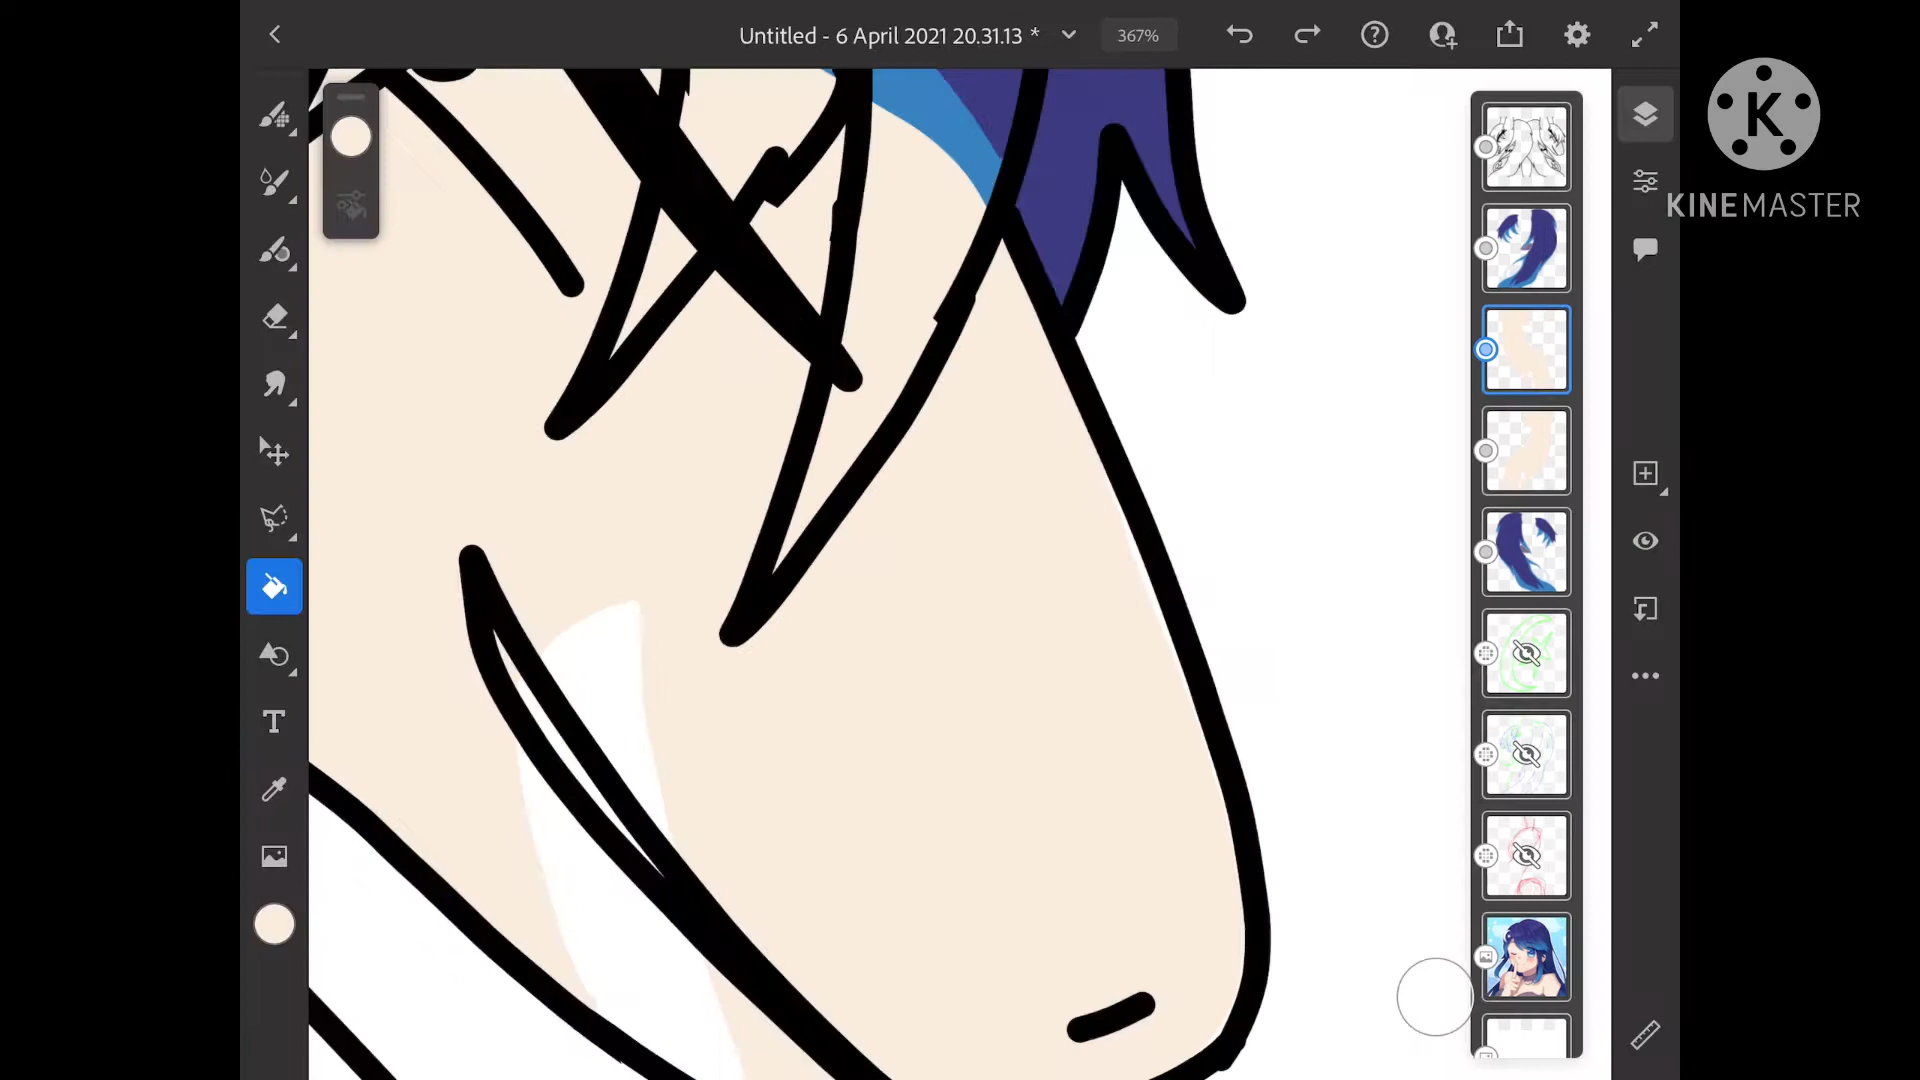 Untitled - 6 April 2021 20.31.13 *
367%
K
KINEMASTER
T